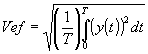 Vef = √((1/T) ∫₀ᵀ (y(t))² dt)